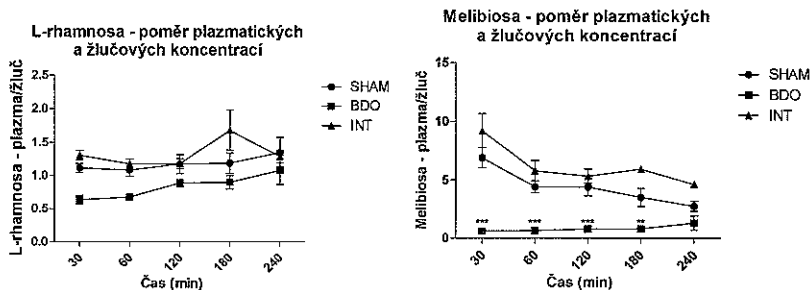 L-rhamnosa - poměr plazmatických
a žlučových koncentrací
L-rhamnosa - plazma/žluč
2.5
2.0
1.5
1.0
0.5
0.0
30
60
120
180
240
Čas (min)
SHAM
BDO
INT
Melibiosa - poměr plazmatických
a žlučových koncentrací
Melibiosa - plazma/žluč
15
10
5
0
*** *** *** **
30
60
120
180
240
Čas (min)
SHAM
BDO
INT